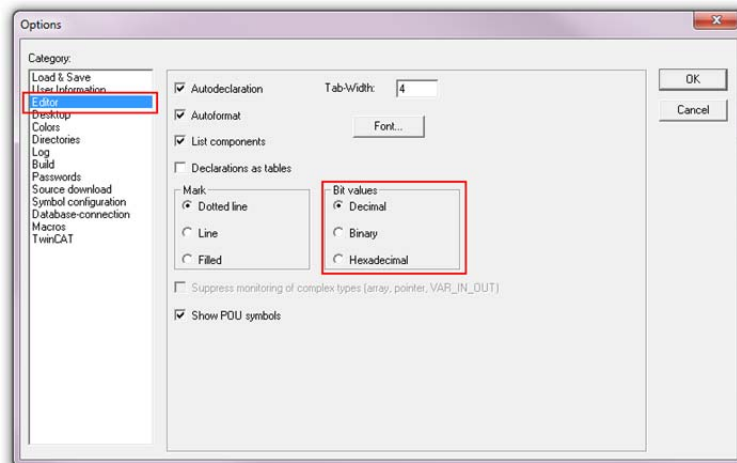 Options
Category:
Load & Save
User Information
Editor
Desktop
Colors
Directories
Log
Build
Passwords
Source download
Symbol configuration
Database-connection
Macros
TwinCAT
Autodeclaration
Tab-Width: 4
Autoformat
Font...
List components
Declarations as tables
Mark
Dotted line
Line
Filled
Bit values
Decimal
Binary
Hexadecimal
Suppress monitoring of complex types (array, pointer, VAR_IN_OUT)
Show POU symbols
OK
Cancel